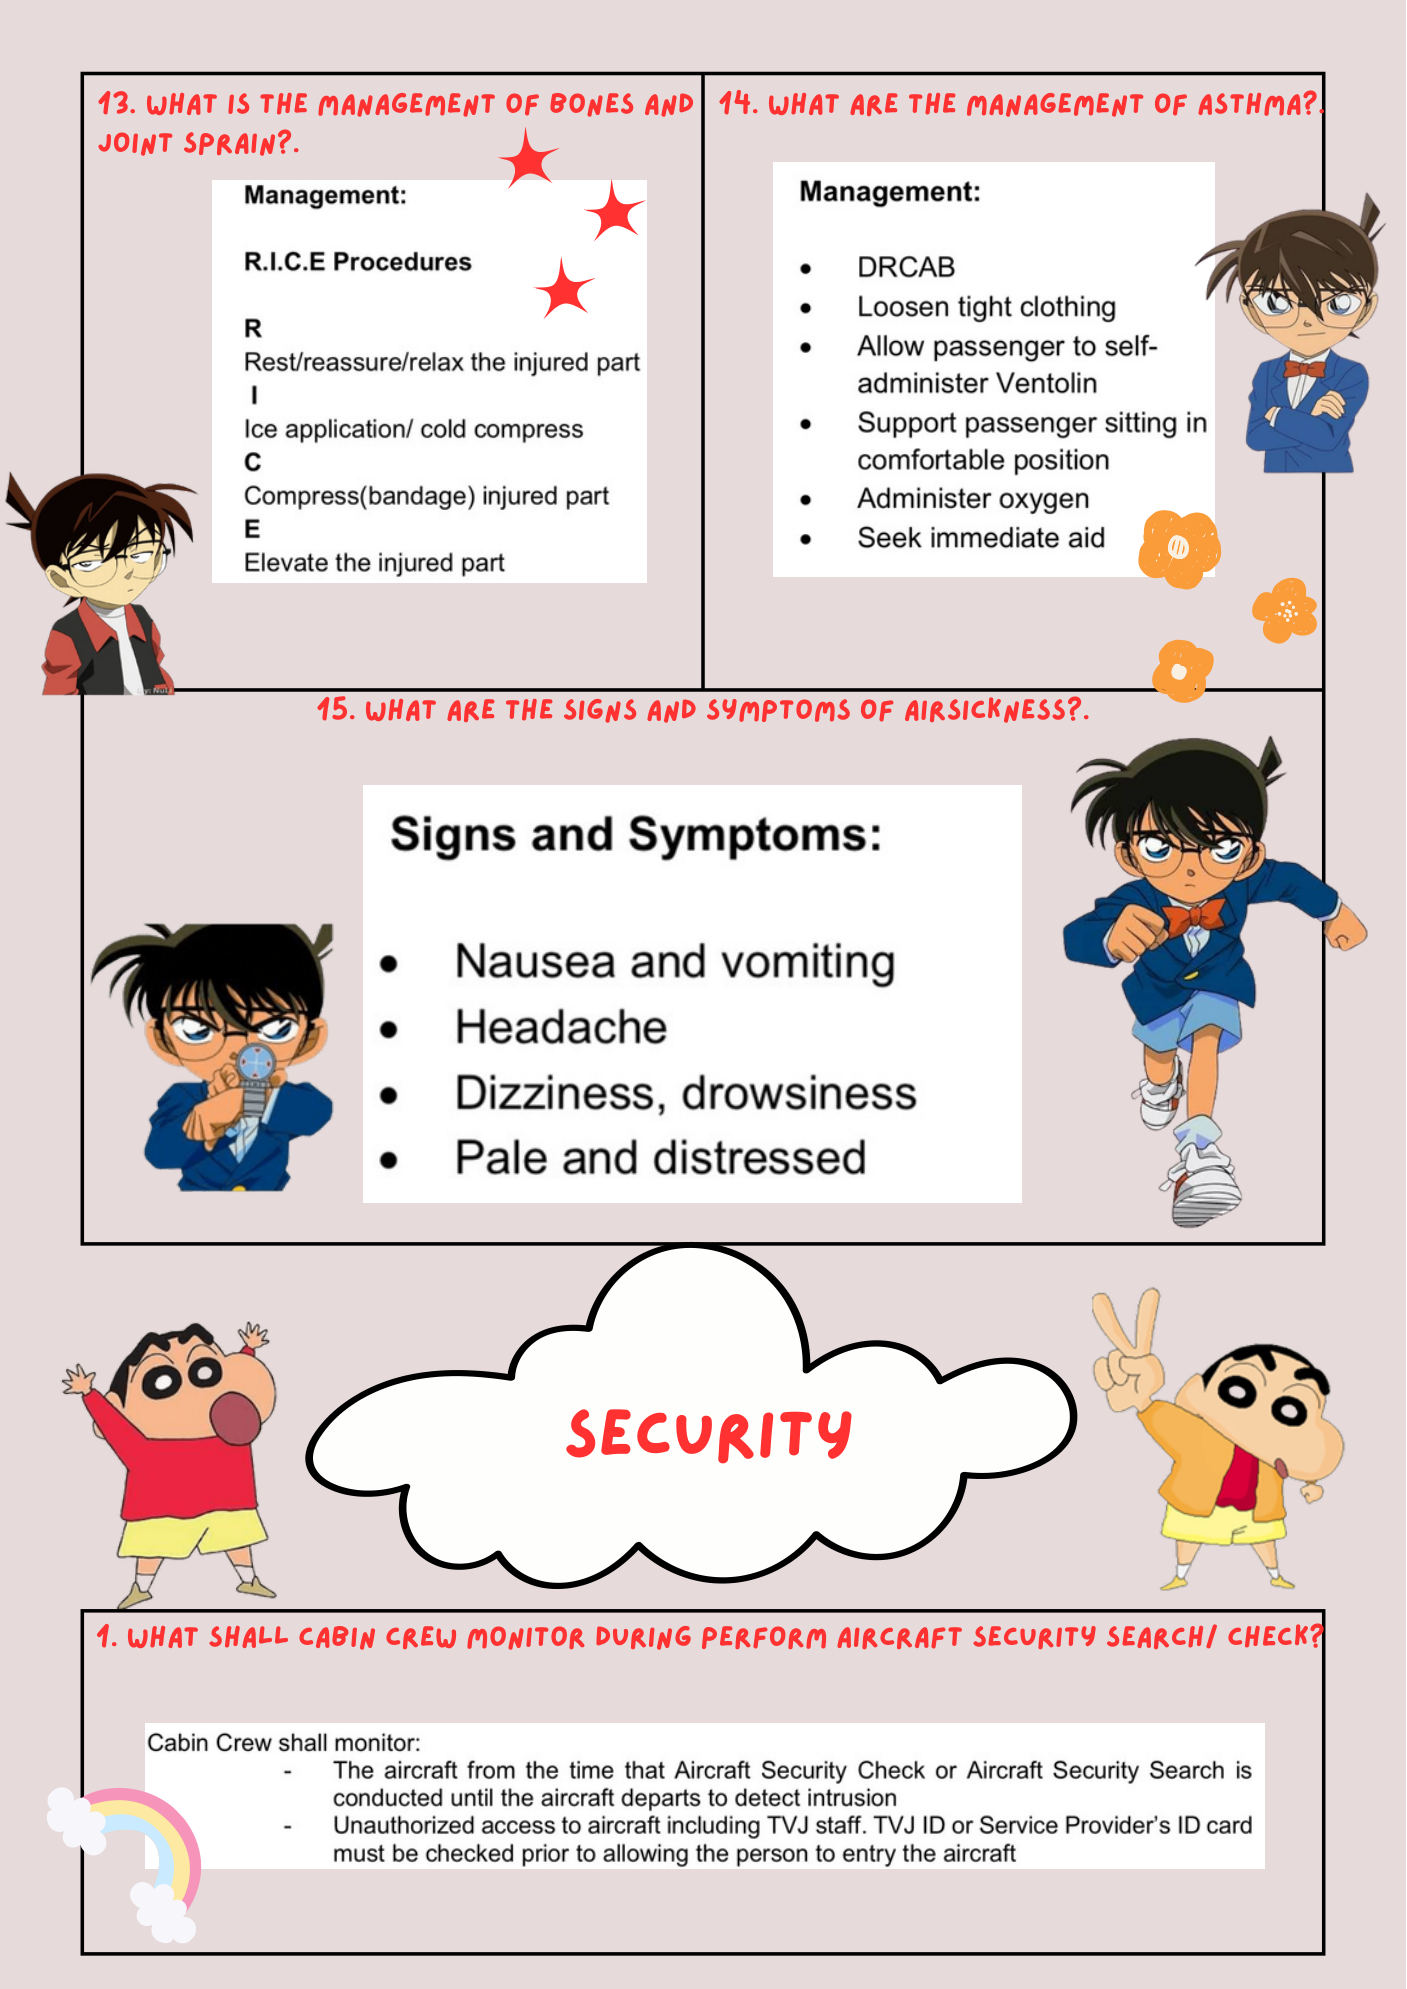 13. WHAT IS THE MANAGEMENT OF BONES AND
JOINT SPRAIN?.
Management:
R.I.C.E Procedures
R
Rest/reassure/relax the injured part
I
Ice application/ cold compress
C
Compress(bandage) injured part
E
Elevate the injured part
14. WHAT ARE THE MANAGEMENT OF ASTHMA?.
Management:
• DRCAB
• Loosen tight clothing
• Allow passenger to self-
administer Ventolin
• Support passenger sitting in
comfortable position
• Administer oxygen
• Seek immediate aid
15. WHAT ARE THE SIGNS AND SYMPTOMS OF AIRSICKNESS?.
Signs and Symptoms:
• Nausea and vomiting
• Headache
• Dizziness, drowsiness
• Pale and distressed
SECURITY
1. WHAT SHALL CABIN CREW MONITOR DURING PERFORM AIRCRAFT SECURITY SEARCH/ CHECK?
Cabin Crew shall monitor:
- The aircraft from the time that Aircraft Security Check or Aircraft Security Search is
conducted until the aircraft departs to detect intrusion
- Unauthorized access to aircraft including TVJ staff. TVJ ID or Service Provider's ID card
must be checked prior to allowing the person to entry the aircraft